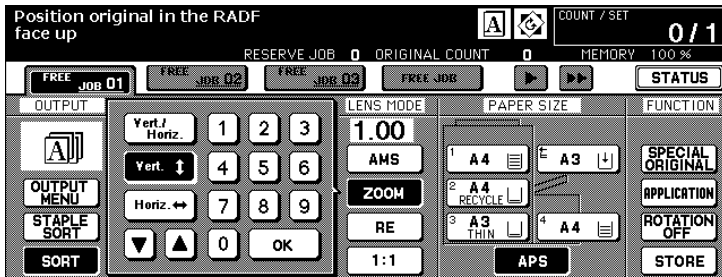 Position original in the RADF
face up
A
COUNT / SET
0/1
RESERVE JOB 0 ORIGINAL COUNT 0 MEMORY 100 %
FREE JOB 01
FREE JOB 02
FREE JOB 03
FREE JOB
STATUS
OUTPUT
LENS MODE
PAPER SIZE
FUNCTION
A
OUTPUT
MENU
STAPLE
SORT
SORT
Vert./
Horiz.
1 2 3
Vert.
4 5 6
Horiz.
7 8 9
0 OK
1.00
AMS
ZOOM
RE
1:1
1 A4
A3
2 A4
RECYCLE
3 A3
THIN
4 A4
APS
SPECIAL
ORIGINAL
APPLICATION
ROTATION
OFF
STORE